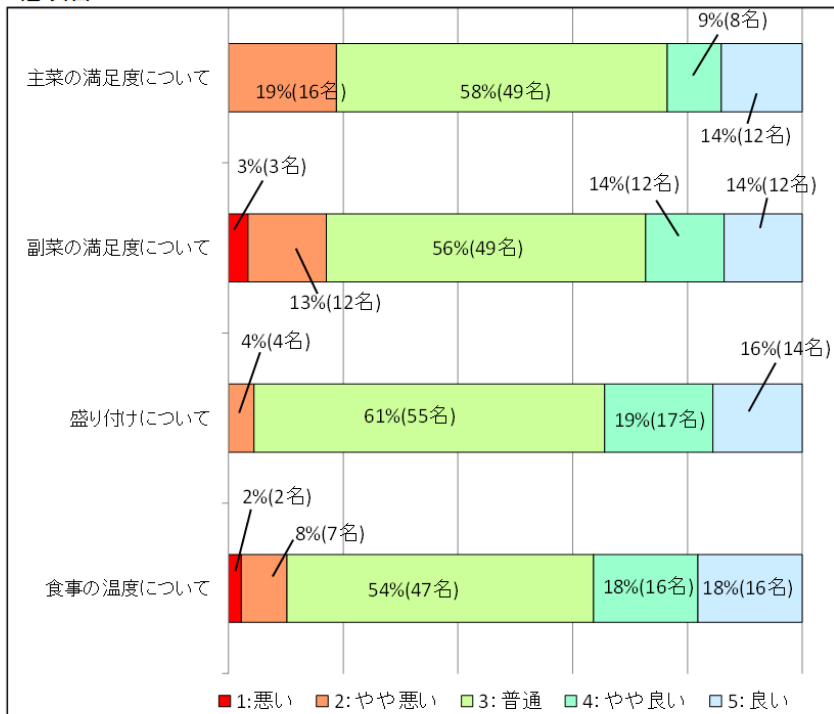 9%(8名)
主菜の満足度について
19%(16名)
58%(49名)
14%(12名)
3%(3名)
14%(12名)
14%(12名)
副菜の満足度について
56%(49名)
13%(12名)
4%(4名)
16%(14名)
盛り付けについて
61%(55名)
19%(17名)
2%(2名)
8%(7名)
食事の温度について
54%(47名)
18%(16名)
18%(16名)
1:悪い 2:やや悪い 3:普通 4:やや良い 5:良い